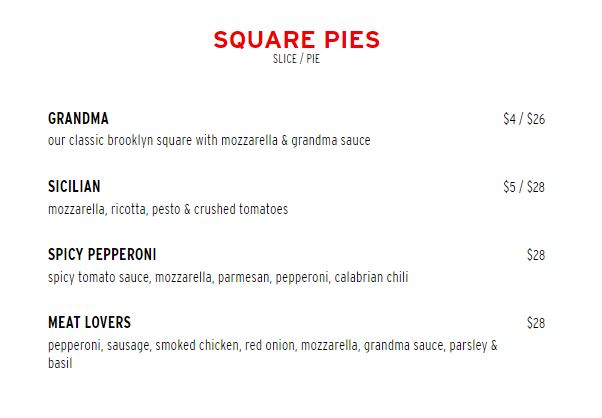 SQUARE PIES
SLICE / PIE
GRANDMA $4 / $26
our classic brooklyn square with mozzarella & grandma sauce
SICILIAN $5 / $28
mozzarella, ricotta, pesto & crushed tomatoes
SPICY PEPPERONI $28
spicy tomato sauce, mozzarella, parmesan, pepperoni, calabrian chili
MEAT LOVERS $28
pepperoni, sausage, smoked chicken, red onion, mozzarella, grandma sauce, parsley &
basil